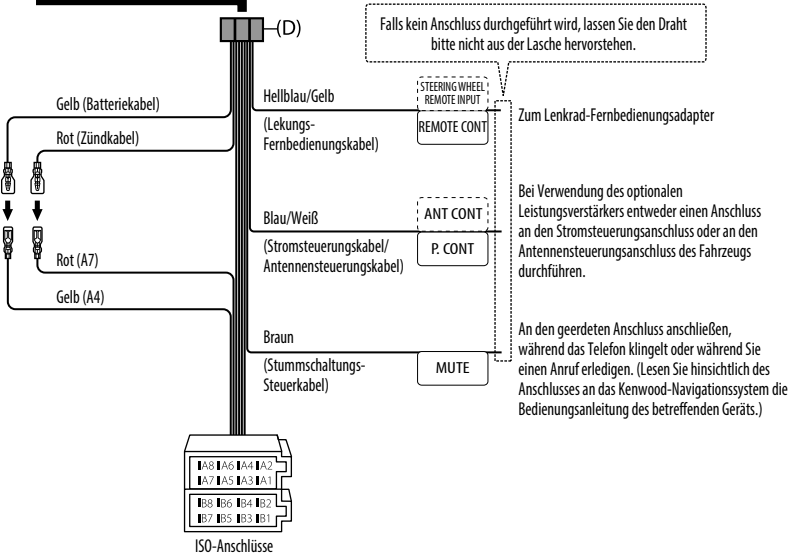 (D)
Falls kein Anschluss durchgeführt wird, lassen Sie den Draht
bitte nicht aus der Lasche hervorstehen.
Gelb (Batteriekabel)
Rot (Zündkabel)
Rot (A7)
Gelb (A4)
Hellblau/Gelb
(Lekungs-
Fernbedienungskabel)
STEERING WHEEL
REMOTE INPUT
REMOTE CONT
Zum Lenkrad-Fernbedienungsadapter
Blau/Weiß
(Stromsteuerungskabel/
Antennensteuerungskabel)
ANT CONT
P. CONT
Bei Verwendung des optionalen
Leistungsverstärkers entweder einen Anschluss
an den Stromsteuerungsanschluss oder an den
Antennensteuerungsanschluss des Fahrzeugs
durchführen.
Braun
(Stummschaltungs-
Steuerkabel)
MUTE
An den geerdeten Anschluss anschließen,
während das Telefon klingelt oder während Sie
einen Anruf erledigen. (Lesen Sie hinsichtlich des
Anschlusses an das Kenwood-Navigationssystem die
Bedienungsanleitung des betreffenden Geräts.)
A8 A6 A4 A2
A7 A5 A3 A1
B8 B6 B4 B2
B7 B5 B3 B1
ISO-Anschlüsse